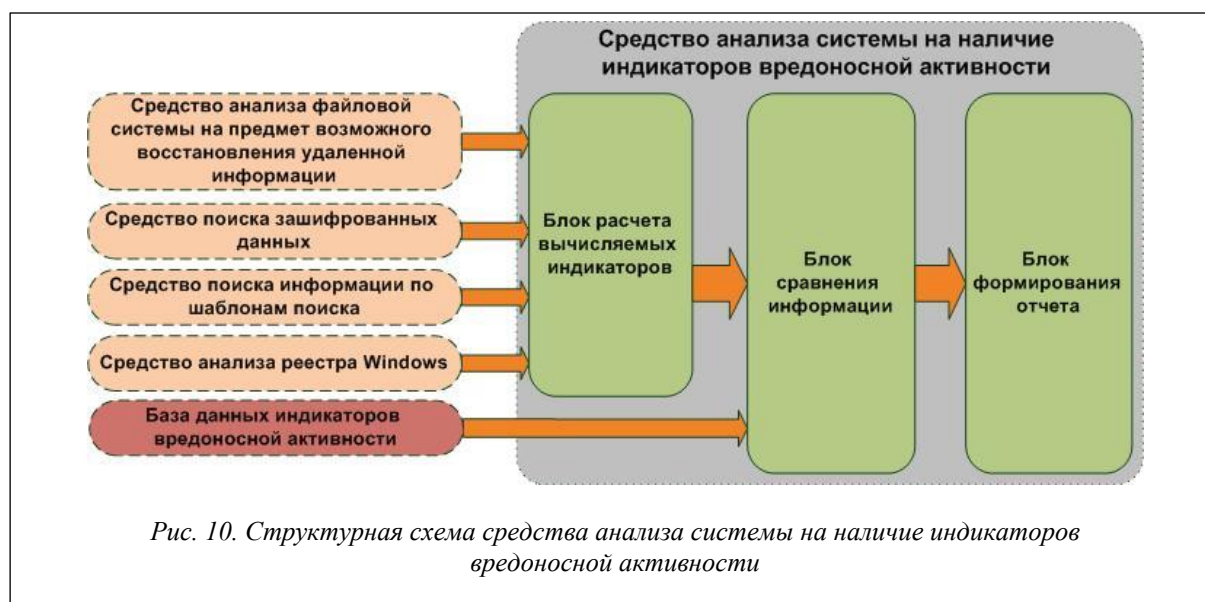 Средство анализа системы на наличие
индикаторов вредоносной активности
Средство анализа файловой
системы на предмет возможного
восстановления удаленной
информации
Средство поиска зашифрованных
данных
Средство поиска информации по
шаблонам поиска
Средство анализа реестра Windows
База данных индикаторов
вредоносной активности
Блок расчета
вычисляемых
индикаторов
Блок
сравнения
информации
Блок
формирования
отчета
Рис. 10. Структурная схема средства анализа системы на наличие индикаторов
вредоносной активности